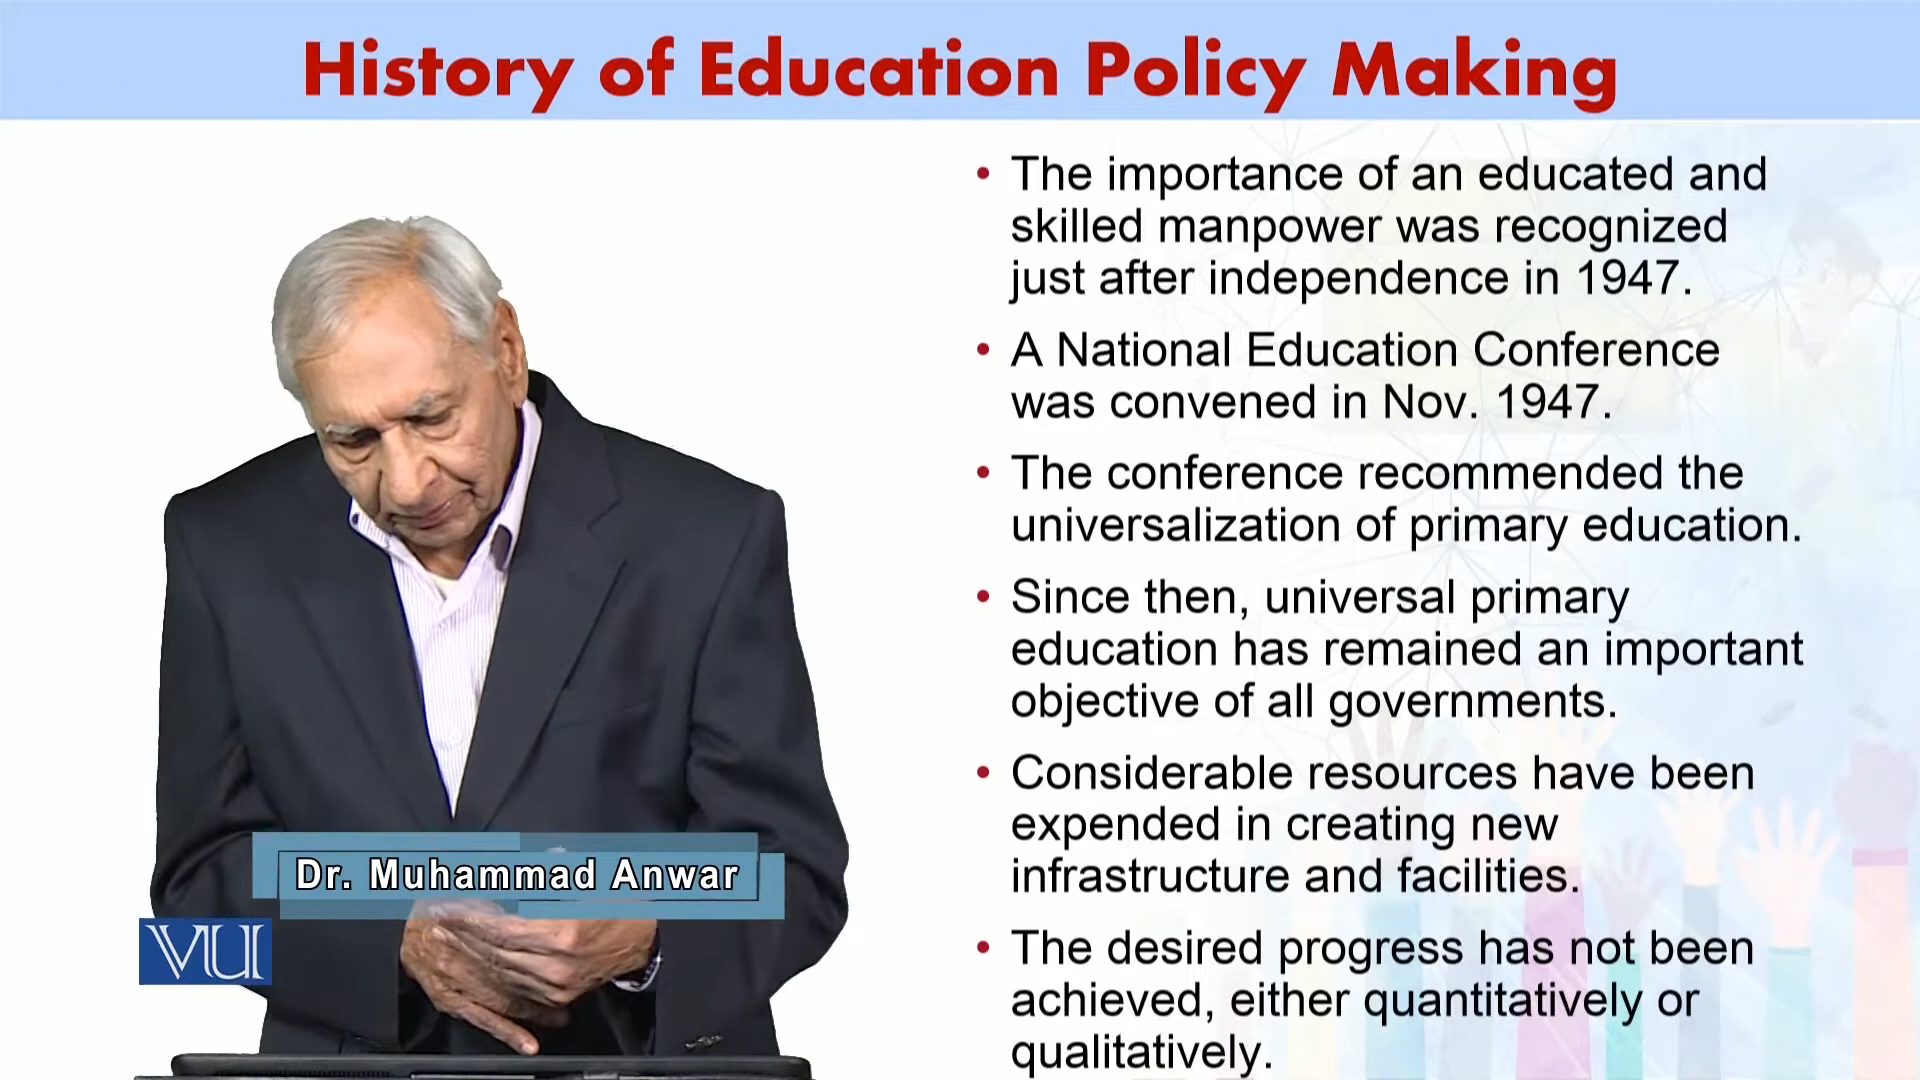 History of Education Policy Making
• The importance of an educated and
skilled manpower was recognized
just after independence in 1947.
• A National Education Conference
was convened in Nov. 1947.
• The conference recommended the
universalization of primary education.
• Since then, universal primary
education has remained an important
objective of all governments.
• Considerable resources have been
expended in creating new
infrastructure and facilities.
• The desired progress has not been
achieved, either quantitatively or
qualitatively.
Dr. Muhammad Anwar
VU